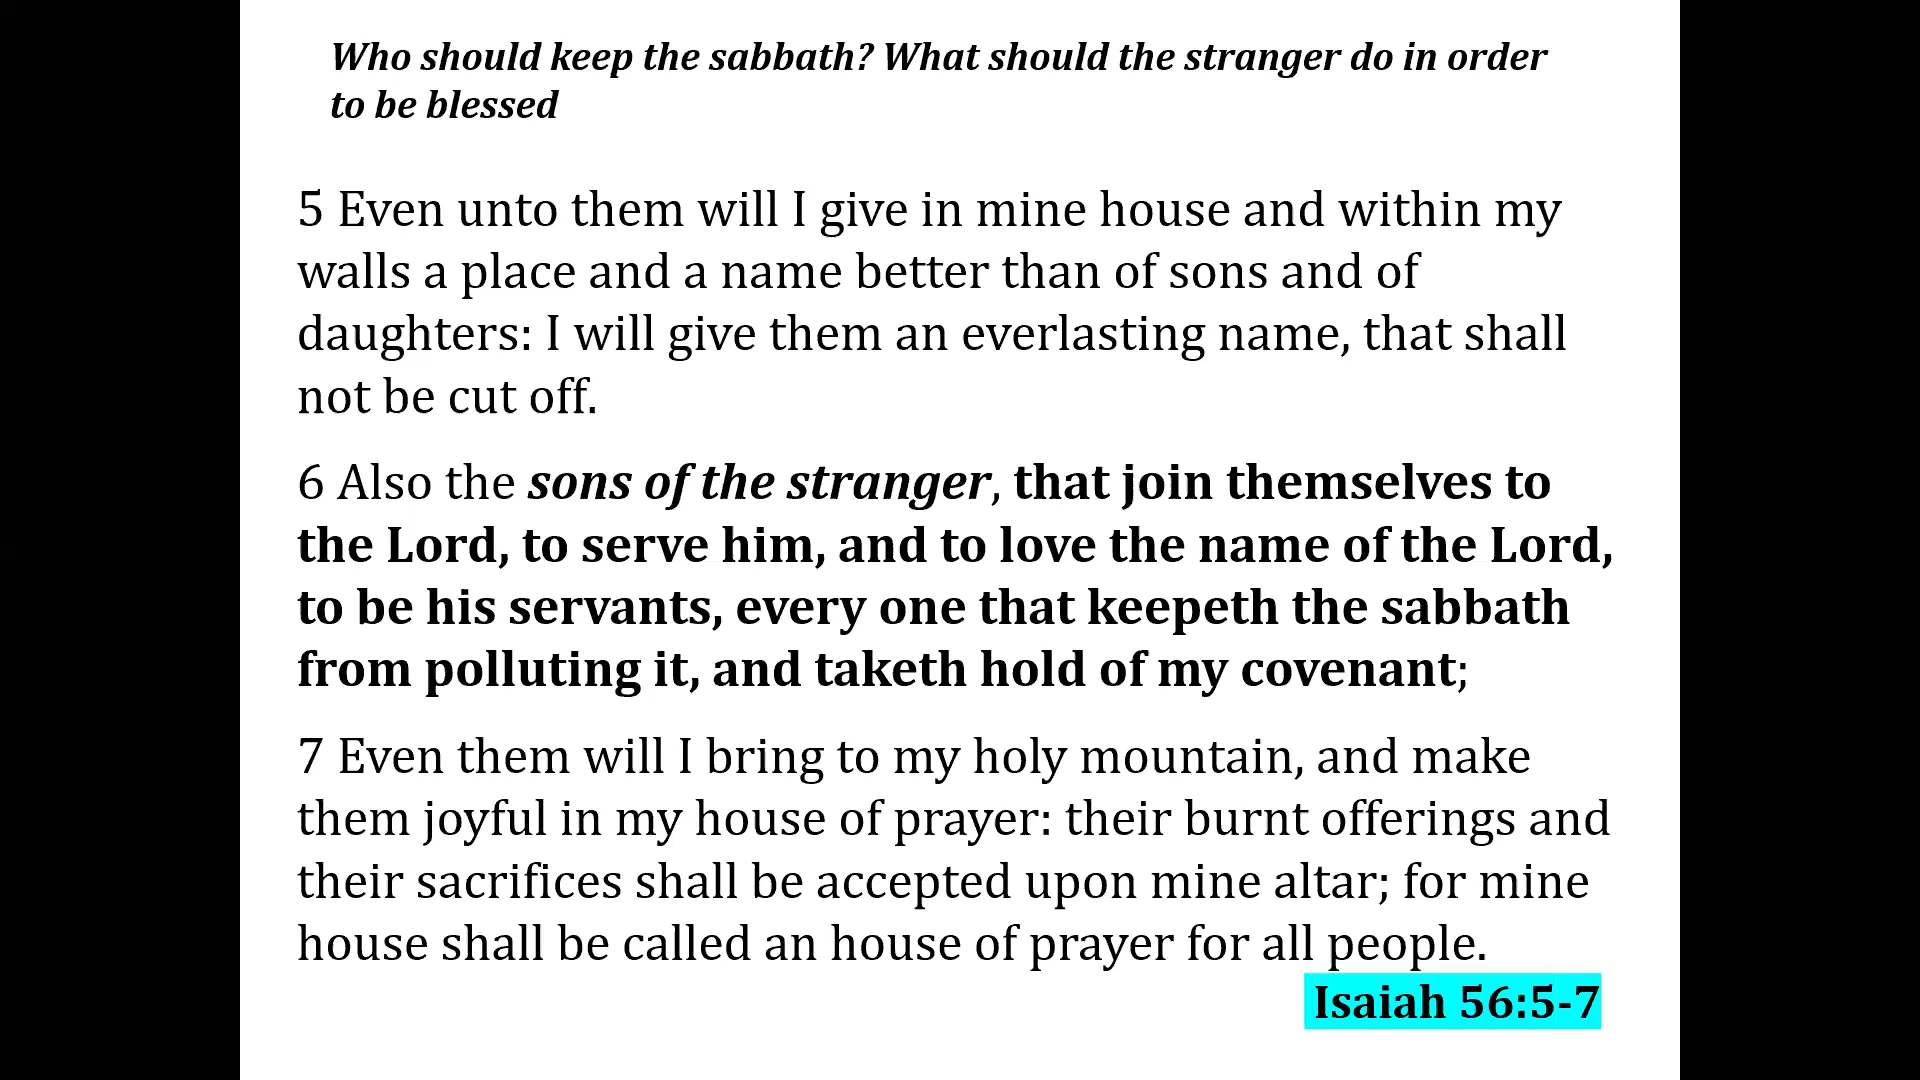 Who should keep the sabbath? What should the stranger do in order
to be blessed
5 Even unto them will I give in mine house and within my
walls a place and a name better than of sons and of
daughters: I will give them an everlasting name, that shall
not be cut off.
6 Also the sons of the stranger, that join themselves to
the Lord, to serve him, and to love the name of the Lord,
to be his servants, every one that keepeth the sabbath
from polluting it, and taketh hold of my covenant;
7 Even them will I bring to my holy mountain, and make
them joyful in my house of prayer: their burnt offerings and
their sacrifices shall be accepted upon mine altar; for mine
house shall be called an house of prayer for all people.
Isaiah 56:5-7